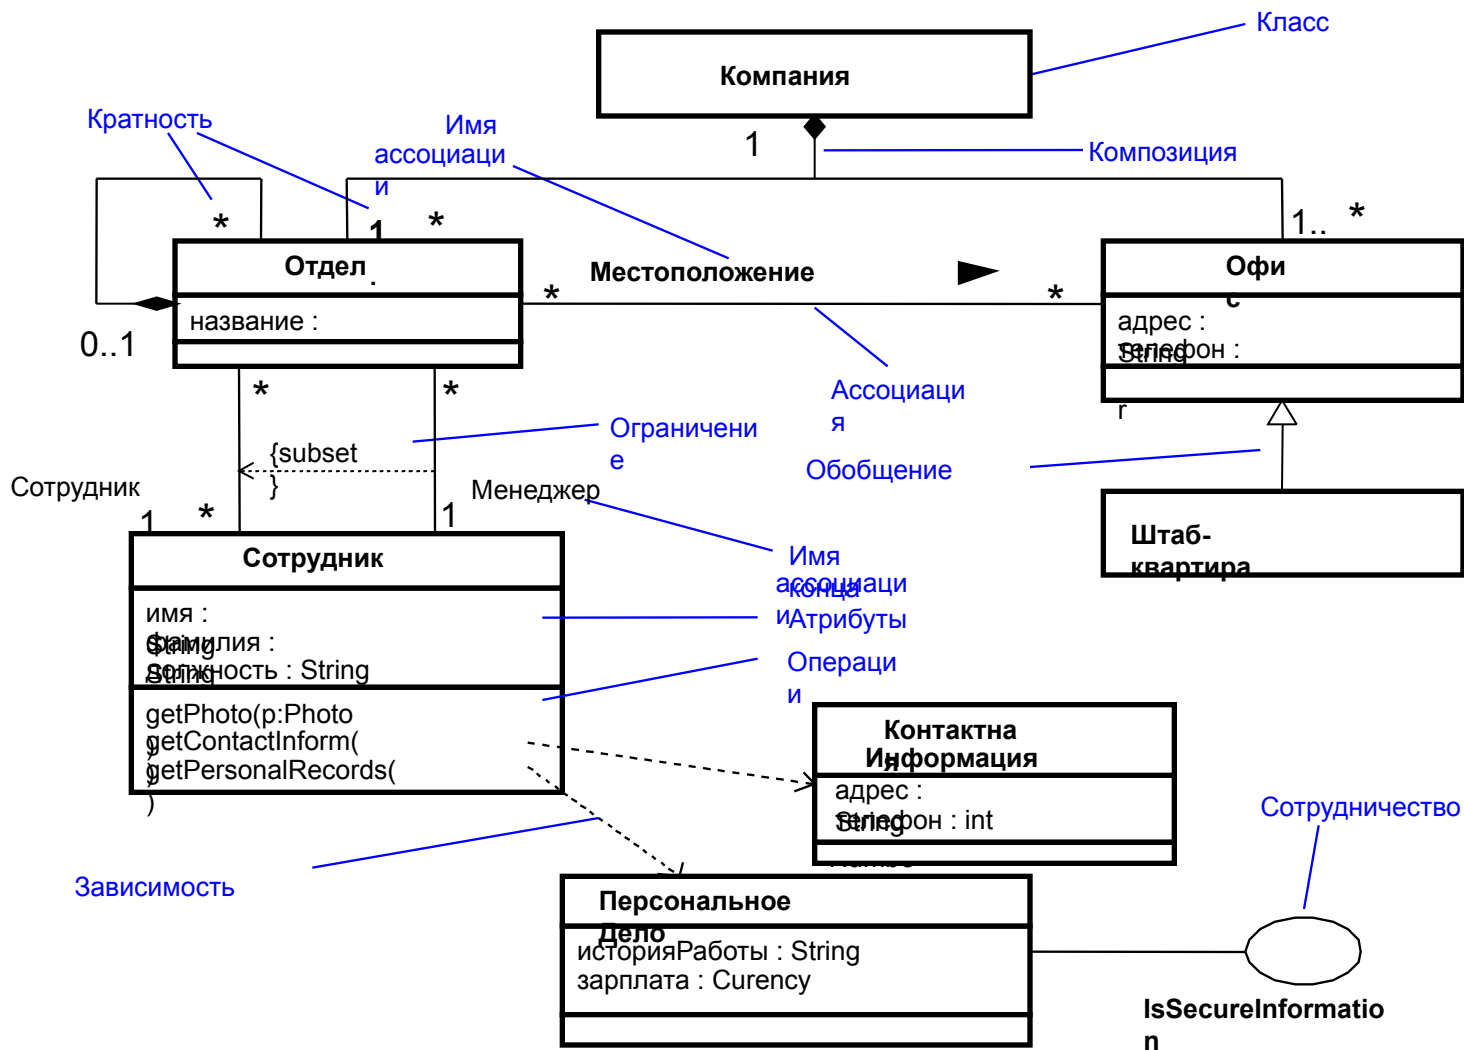 Класс
Компания
Кратность
Имя
ассоциаци
и
1
Композиция
*
1
.
*
1.. *
Отдел
Местоположение
Офи
с
*
*
название :
0..1
адрес :
String
телефон :
r
*
*
Ассоциаци
я
Ограничени
е
{subset
}
Обобщение
Сотрудник
Менеджер
1
*
1
Штаб-
квартира
Сотрудник
Имя
конца
ассоциаци
и
имя :
String
фамилия :
String
должность : String
Атрибуты
Операци
и
getPhoto(p:Photo
)
getContactInform(
)
getPersonalRecords(
)
Контактна
я
Информация
адрес :
String
телефон : int
Сотрудничество
Зависимость
Персональное
Дело
историяРаботы : String
зарплата : Curency
IsSecureInformatio
n